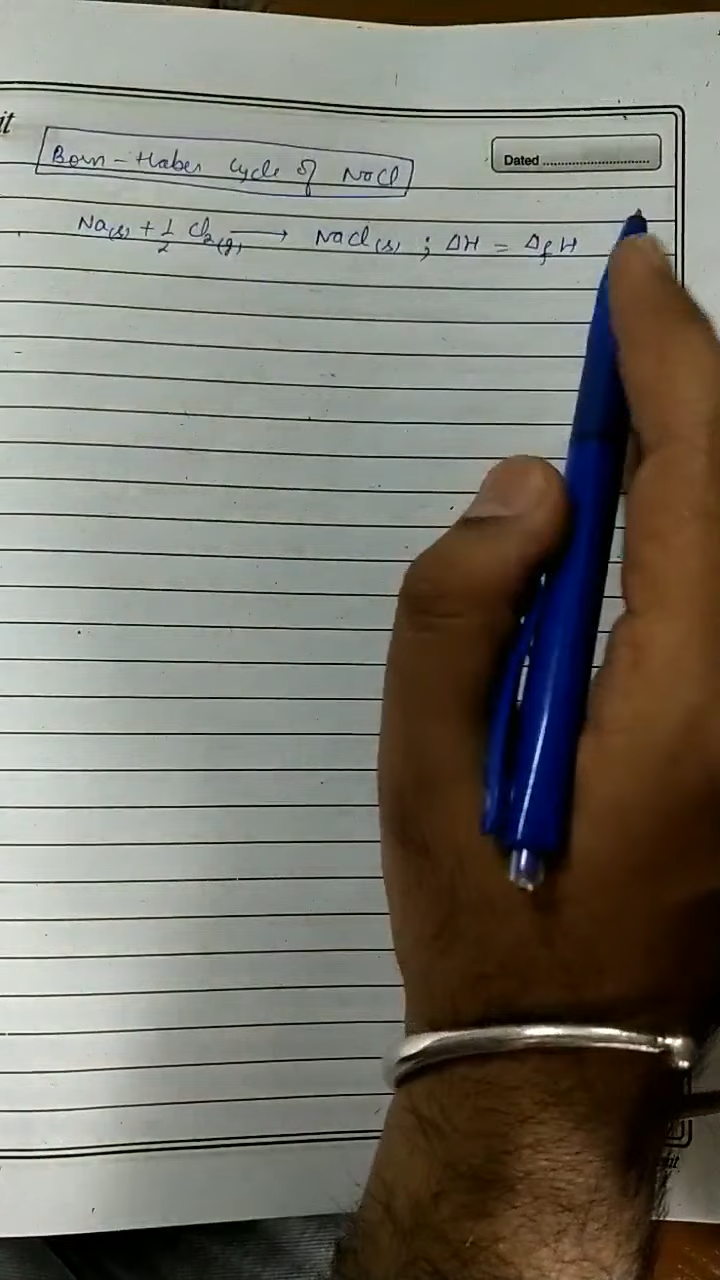 Born-Haber Cycle of NaCl
Dated
Na(s) + 1/2 Cl2(g) ⟶ NaCl(s) ; ΔH = ΔfH